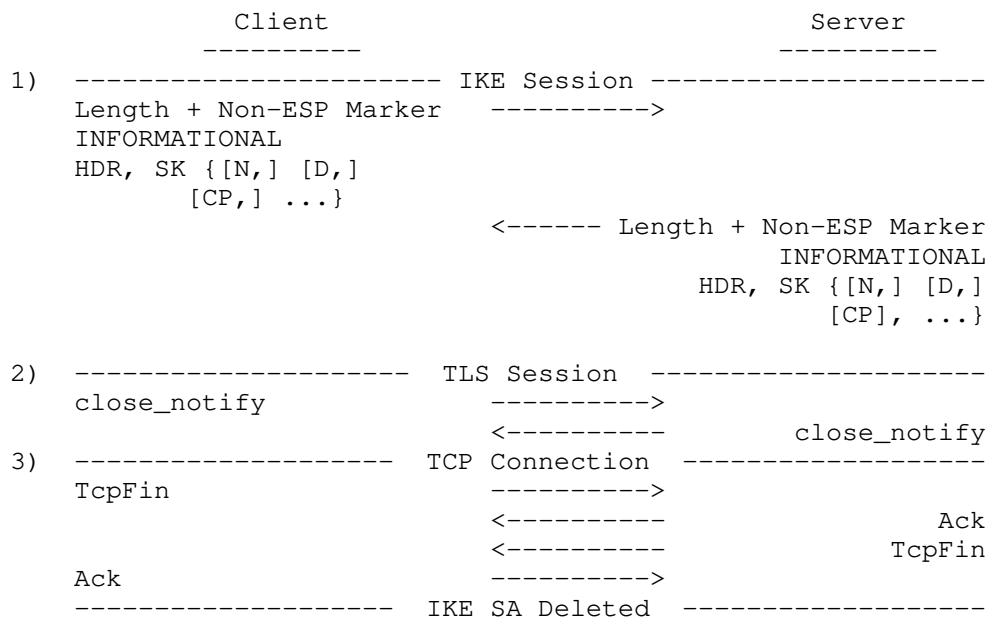 Client                              Server
----------                          ----------
1)  ----------------------- IKE Session ---------------------
    Length + Non-ESP Marker   ---------->
    INFORMATIONAL
    HDR, SK {[N,] [D,]
           [CP,] ...}
                              <------ Length + Non-ESP Marker
                                                INFORMATIONAL
                                           HDR, SK {[N,] [D,]
                                                   [CP], ...}
2)  --------------------- TLS Session ---------------------
    close_notify              ---------->
                              <----------        close_notify
3)  -------------------- TCP Connection -------------------
    TcpFin                    ---------->
                              <----------                 Ack
                              <----------              TcpFin
    Ack                       ---------->
    -------------------- IKE SA Deleted -------------------